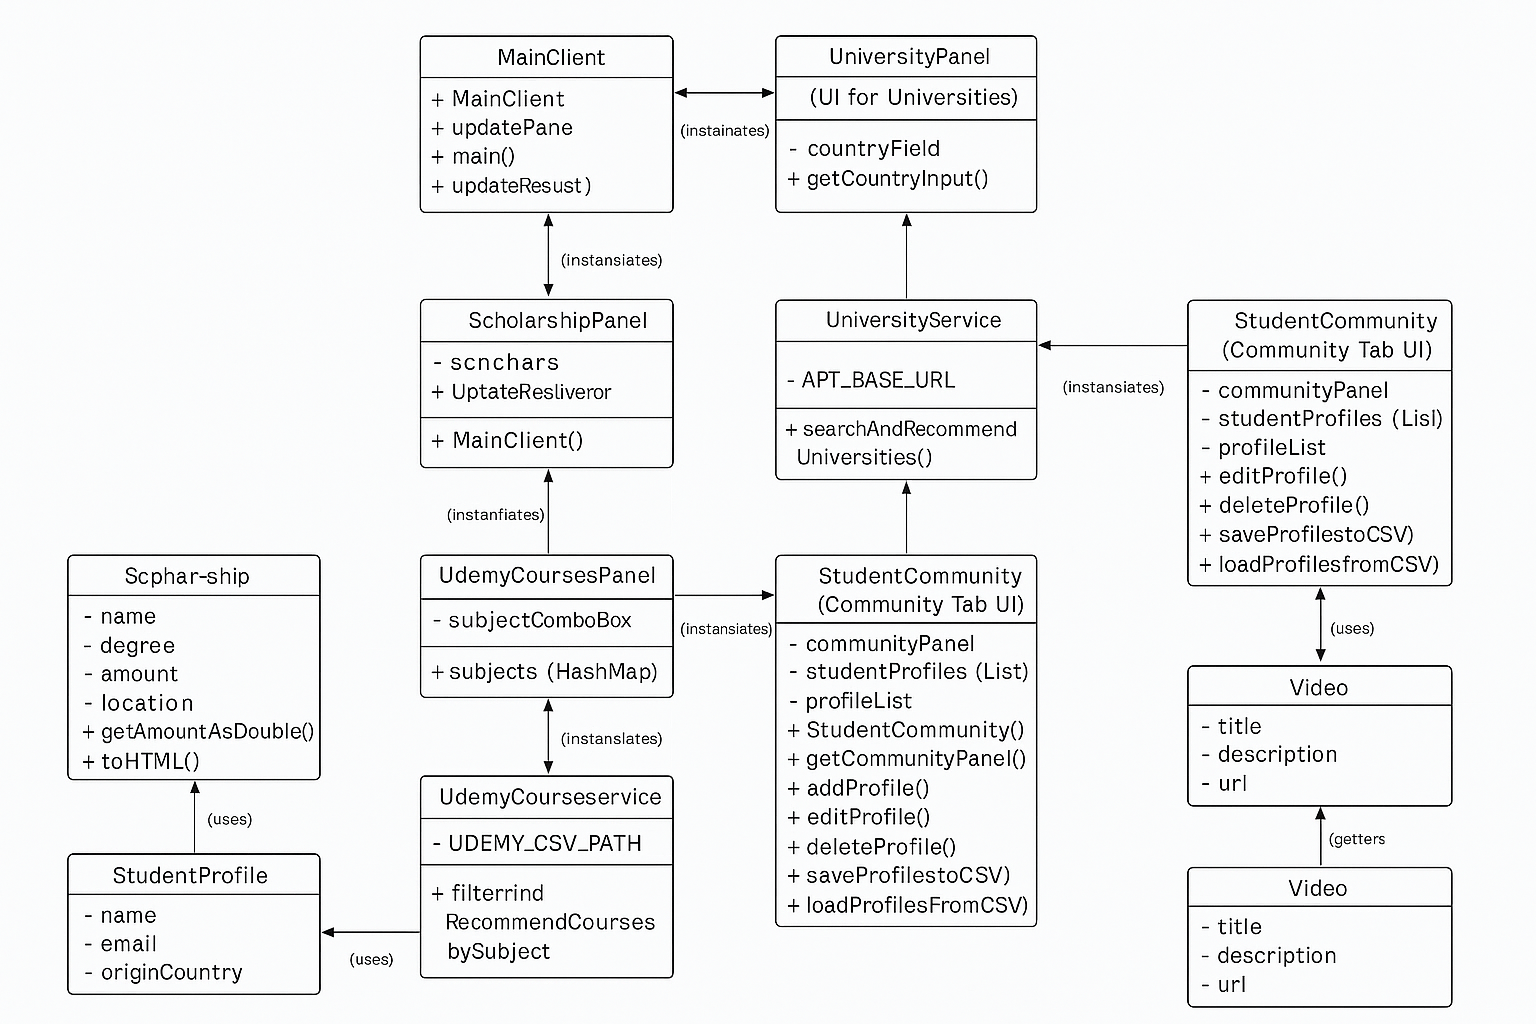 MainClient
+ MainClient
+ updatePane
+ main()
+ updateResust)
(instainates)
UniversityPanel
(UI for Universities)
- countryField
+ getCountryInput()
(instansiates)
ScholarshipPanel
- scnchars
+ UptateResliveror
+ MainClient()
UniversityService
- APT_BASE_URL
+ searchAndRecommend
Universities()
(instansiates)
StudentCommunity
(Community Tab UI)
- communityPanel
- studentProfiles (Lisl)
- profileList
+ editProfile()
+ deleteProfile()
+ saveProfilestoCSV)
+ loadProfilesfromCSV)
(instanfiates)
Scphar-ship
- name
- degree
- amount
- location
+ getAmountAsDouble()
+ toHTML()
UdemyCoursesPanel
- subjectComboBox
+ subjects (HashMap)
(instansiates)
StudentCommunity
(Community Tab UI)
- communityPanel
- studentProfiles (List)
- profileList
+ StudentCommunity()
+ getCommunityPanel()
+ addProfile()
+ editProfile()
+ deleteProfile()
+ saveProfilestoCSV)
+ loadProfilesFromCSV)
(uses)
Video
- title
- description
- url
(instanslates)
(uses)
UdemyCourseservice
- UDEMY_CSV_PATH
+ filterrind
RecommendCourses
bySubject
(getters
StudentProfile
- name
- email
- originCountry
(uses)
Video
- title
- description
- url